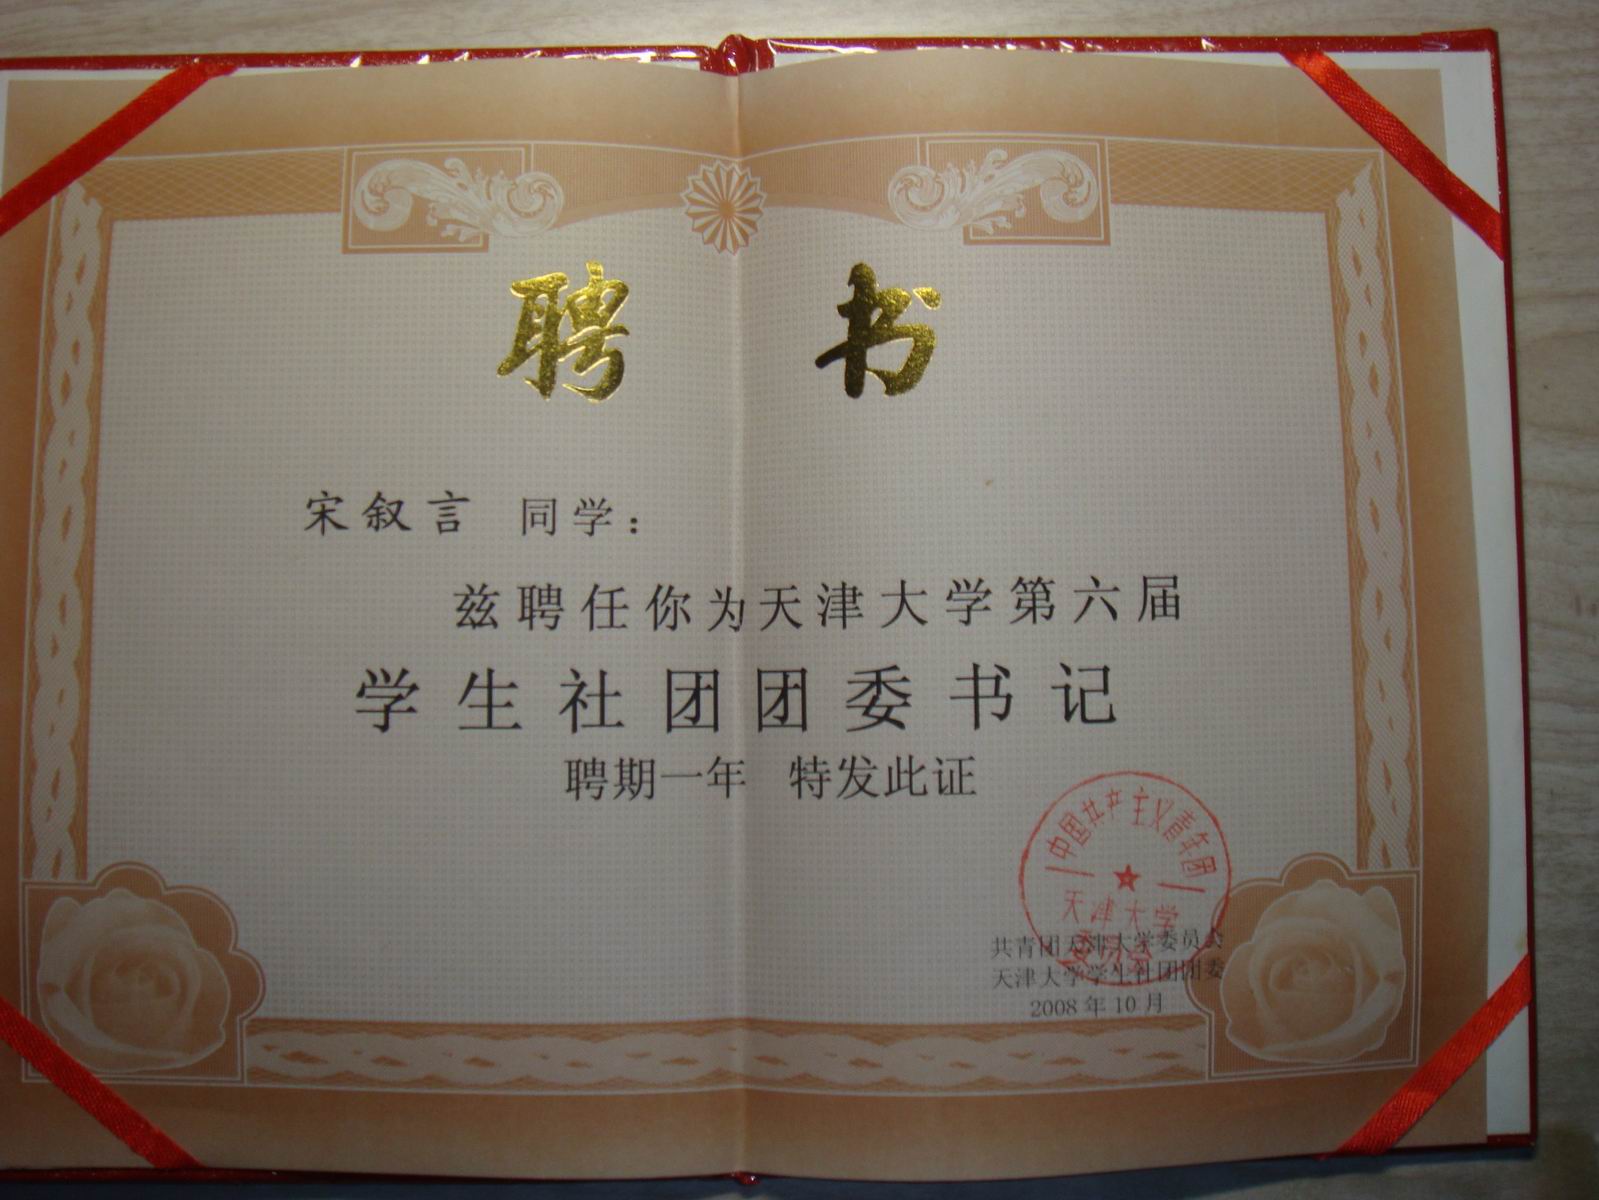 聘书
宋叙言 同学：
兹聘任你为天津大学第六届
学生社团团委书记
聘期一年 特发此证
中国共产主义青年团
天津大学
委员会
共青团天津大学委员会
天津大学学生社团团委
2008年10月